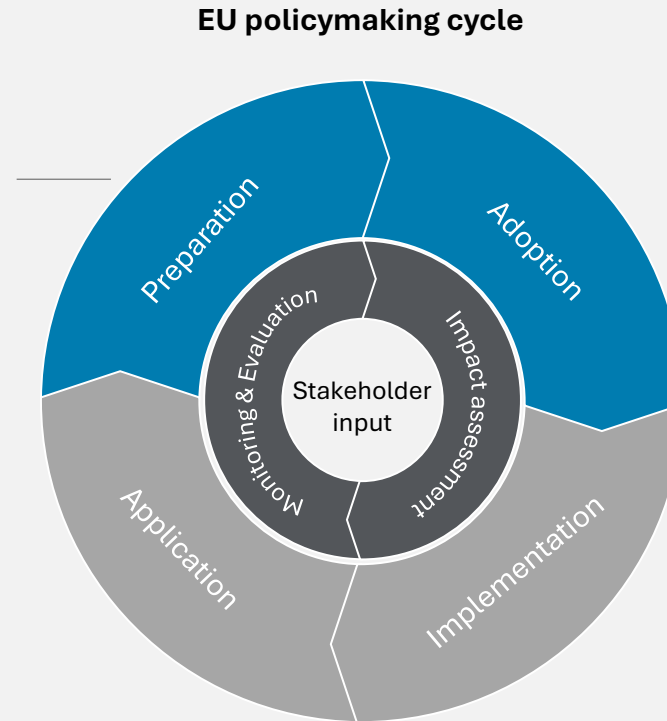 EU policymaking cycle
Preparation
Adoption
Monitoring & Evaluation
Impact assessment
Stakeholder
input
Application
Implementation